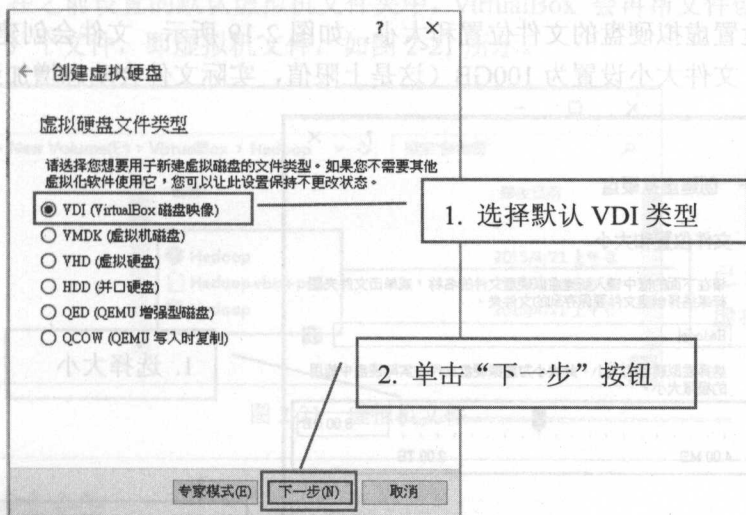 ? ×
← 创建虚拟硬盘
虚拟硬盘文件类型
请选择您想要用于新建虚拟磁盘的文件类型。如果您不需要其他
虚拟化软件使用它，您可以让此设置保持不更改状态。
VDI (VirtualBox 磁盘映像)
VMDK (虚拟机磁盘)
VHD (虚拟硬盘)
HDD (并口硬盘)
QED (QEMU 增强型磁盘)
QCOW (QEMU 写入时复制)
1. 选择默认 VDI 类型
2. 单击“下一步”按钮
专家模式(E) 下一步(N) 取消